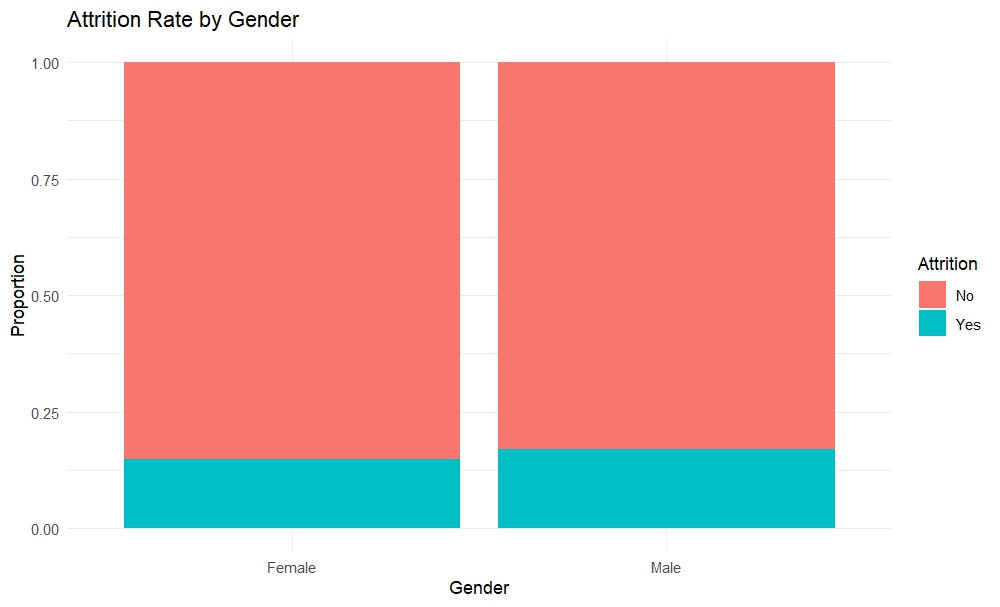 Attrition Rate by Gender
1.00
0.75
0.50
0.25
0.00
Proportion
Female
Male
Gender
Attrition
No
Yes